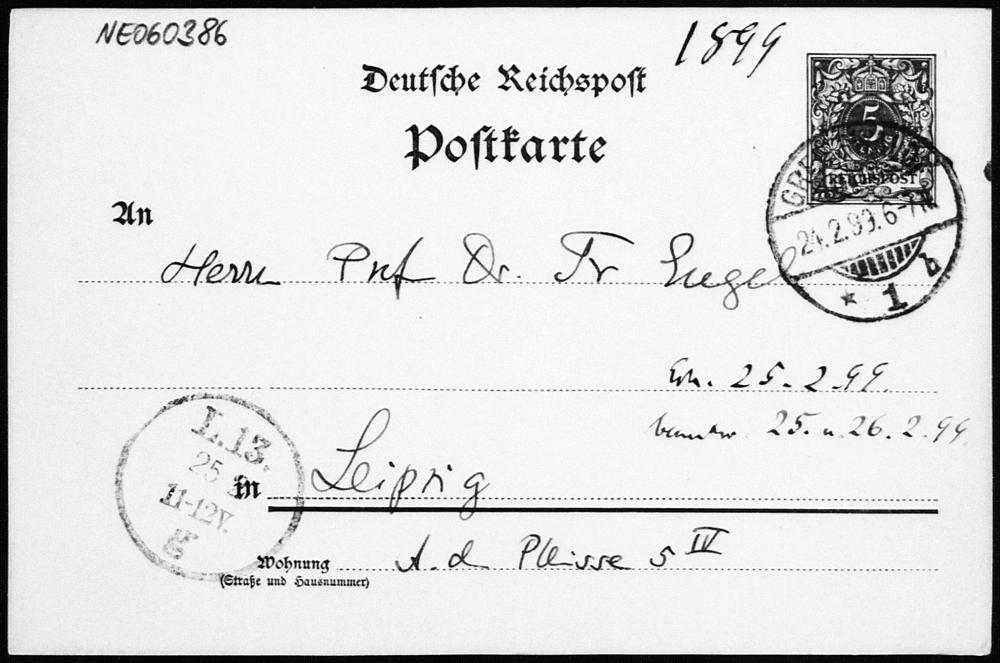 NE060386
1899
Deutsche Reichspost
Postkarte
5
REICHSPOST
24.2.99.6-7N
* 1 b
An
Herrn Prof Dr. Fr Engel
Erh. 25.2.99.
beantw. 25. u. 26.2.99
L.13.
25
11-12V.
g
in Leipzig
Wohnung A. d. Pleisse 5 IV
(Straße und Hausnummer)